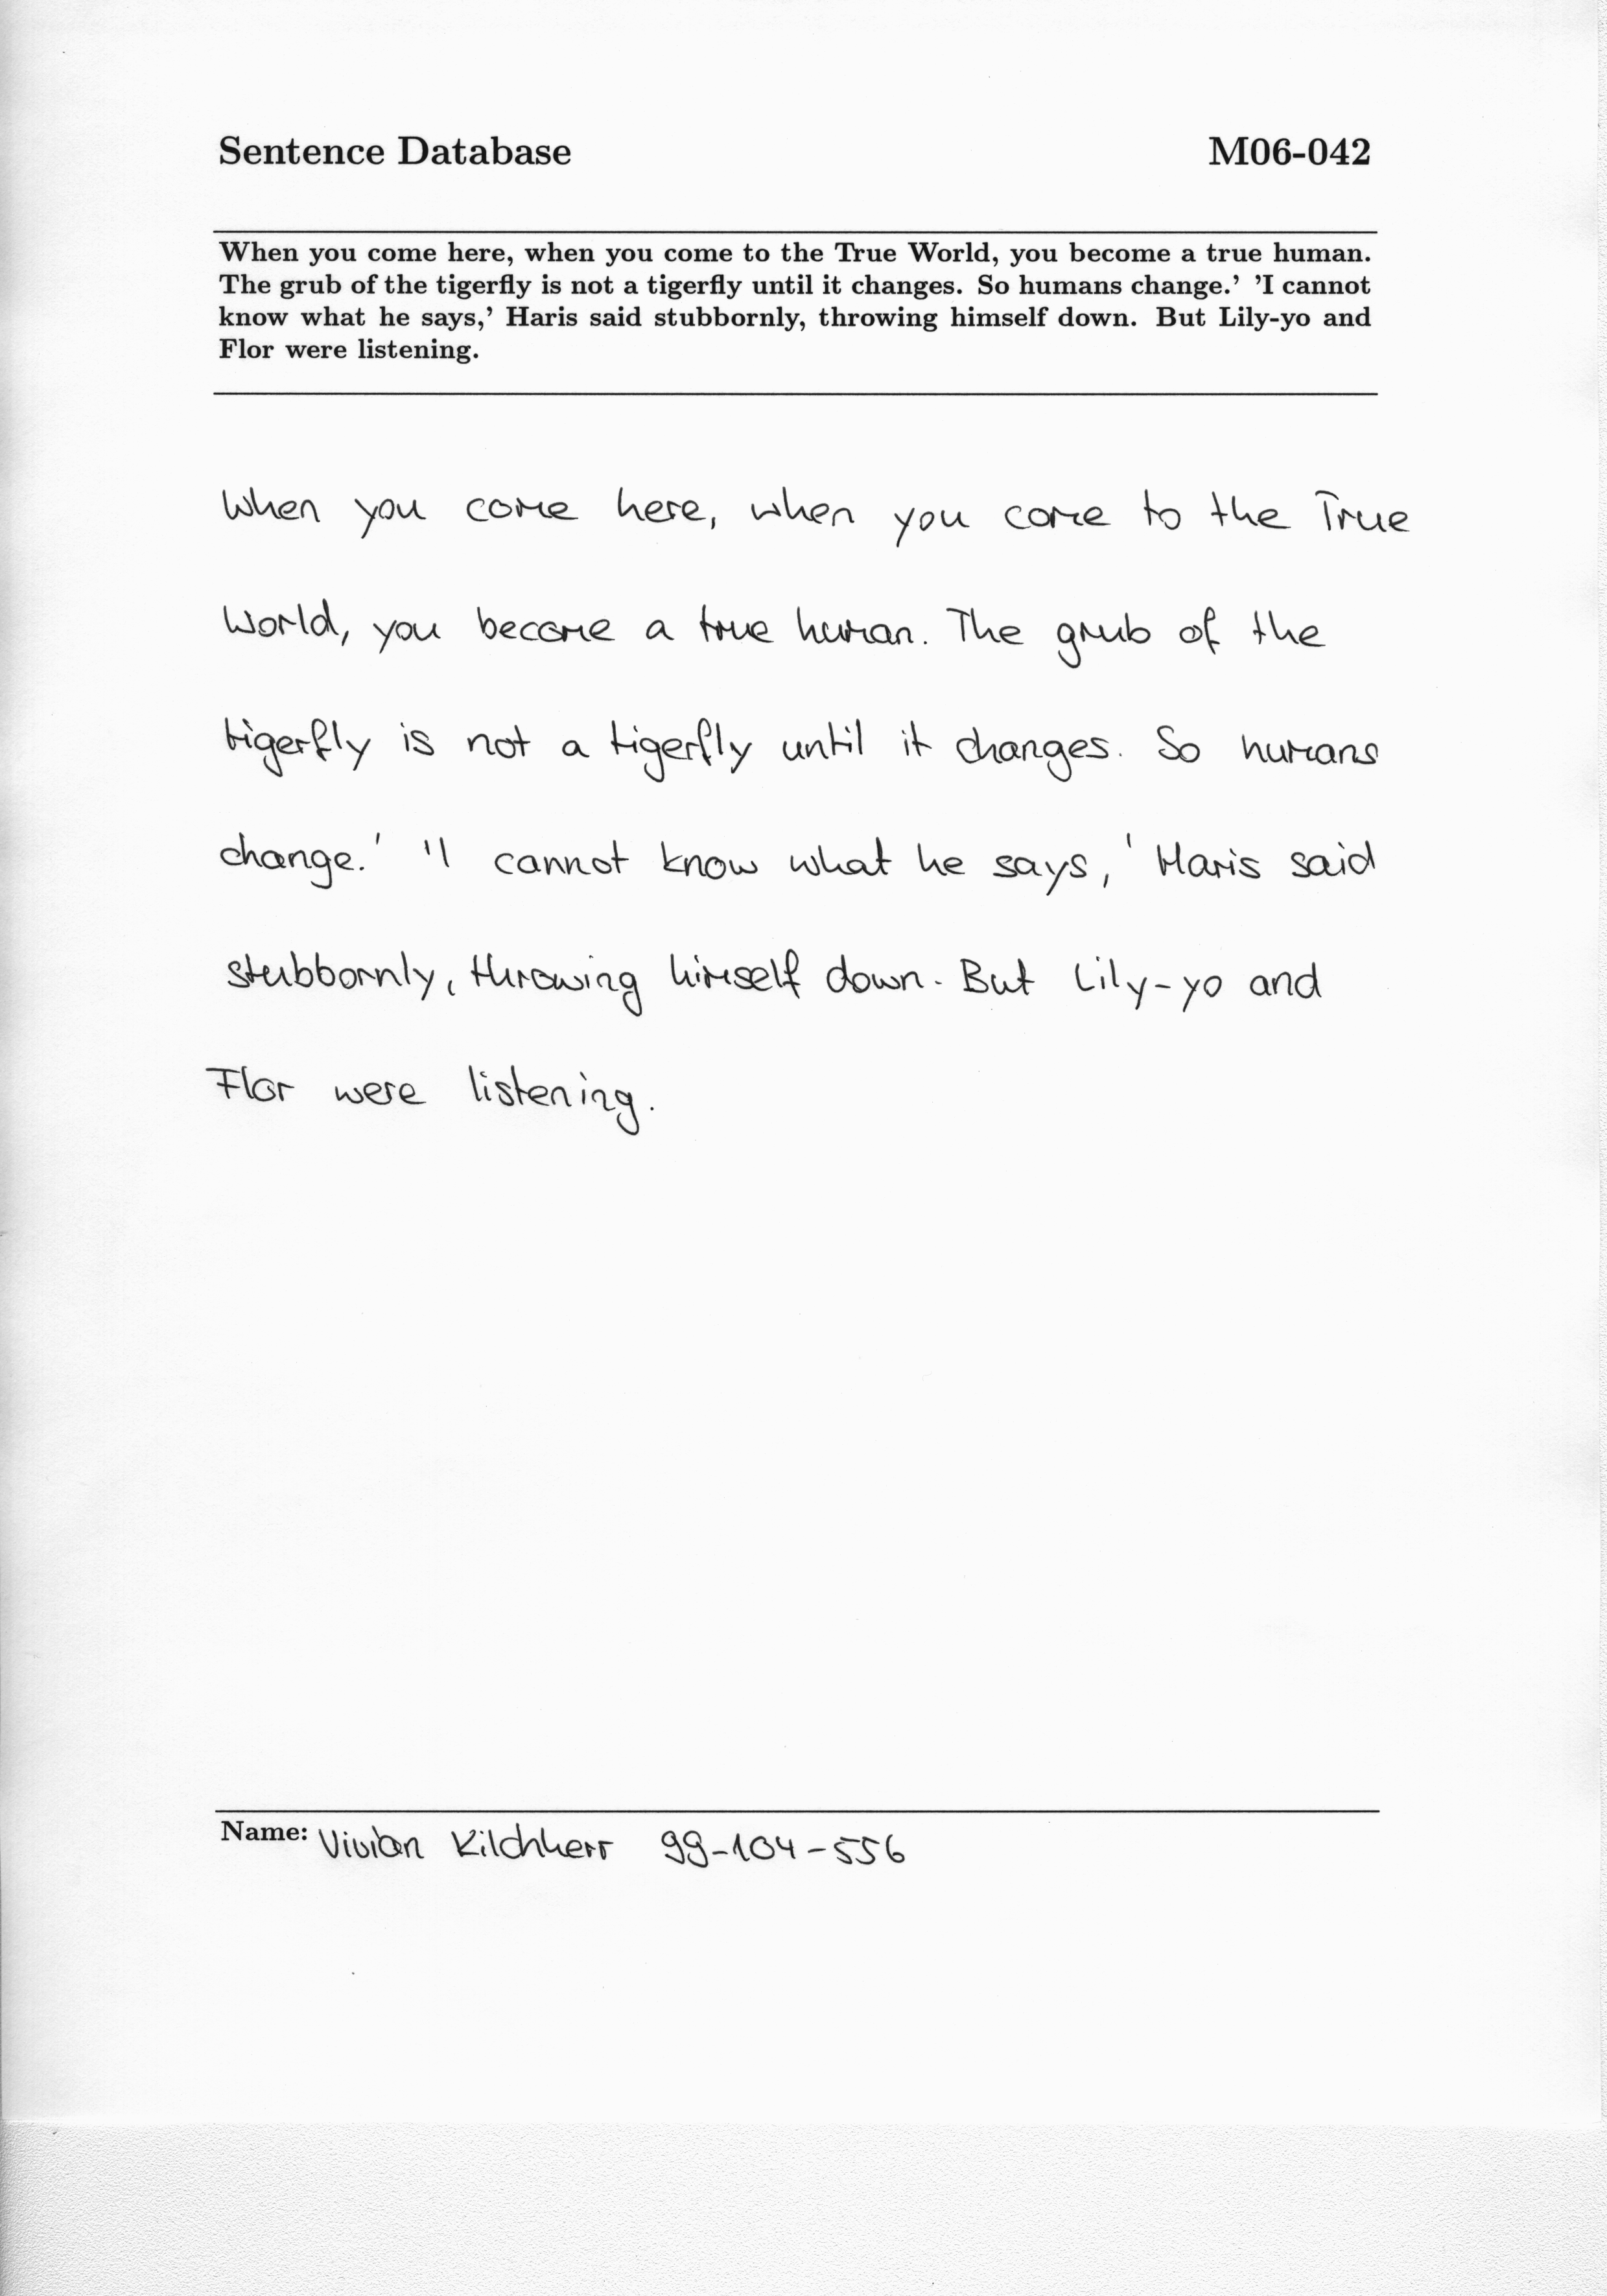 Sentence Database M06-042
When you come here, when you come to the True World, you become a true human.
The grub of the tigerfly is not a tigerfly until it changes. So humans change.’ ’I cannot
know what he says,’ Haris said stubbornly, throwing himself down. But Lily-yo and
Flor were listening.
When you come here, when you come to the True
World, you become a true human. The grub of the
tigerfly is not a tigerfly until it changes. So humans
change.' 'I cannot know what he says,' Haris said
stubbornly, throwing himself down. But Lily-yo and
Flor were listening.
Name: Vivian Kilchherr 99-104-556